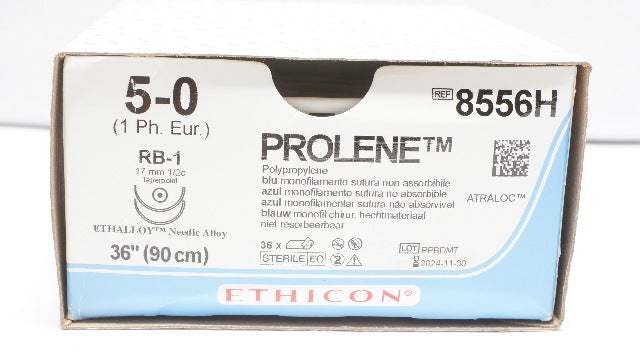 5-0
(1 Ph. Eur.)
RB-1
17 mm 1/2c
Taperpoint
ETHALLOY™ Needle Alloy
36" (90 cm)
PROLENE™
Polypropylene
blu monofilamento sutura non assorbibile
azul monofilamento sutura no absorbible
azul monofilamentar sutura não absorvível
blauw monofil chirur. hechtmateriaal
niet resorbeerbaar
36 x
STERILE EO 2
REF 8556H
ATRALOC™
LOT PPBDMT
2024-11-30
ETHICON®